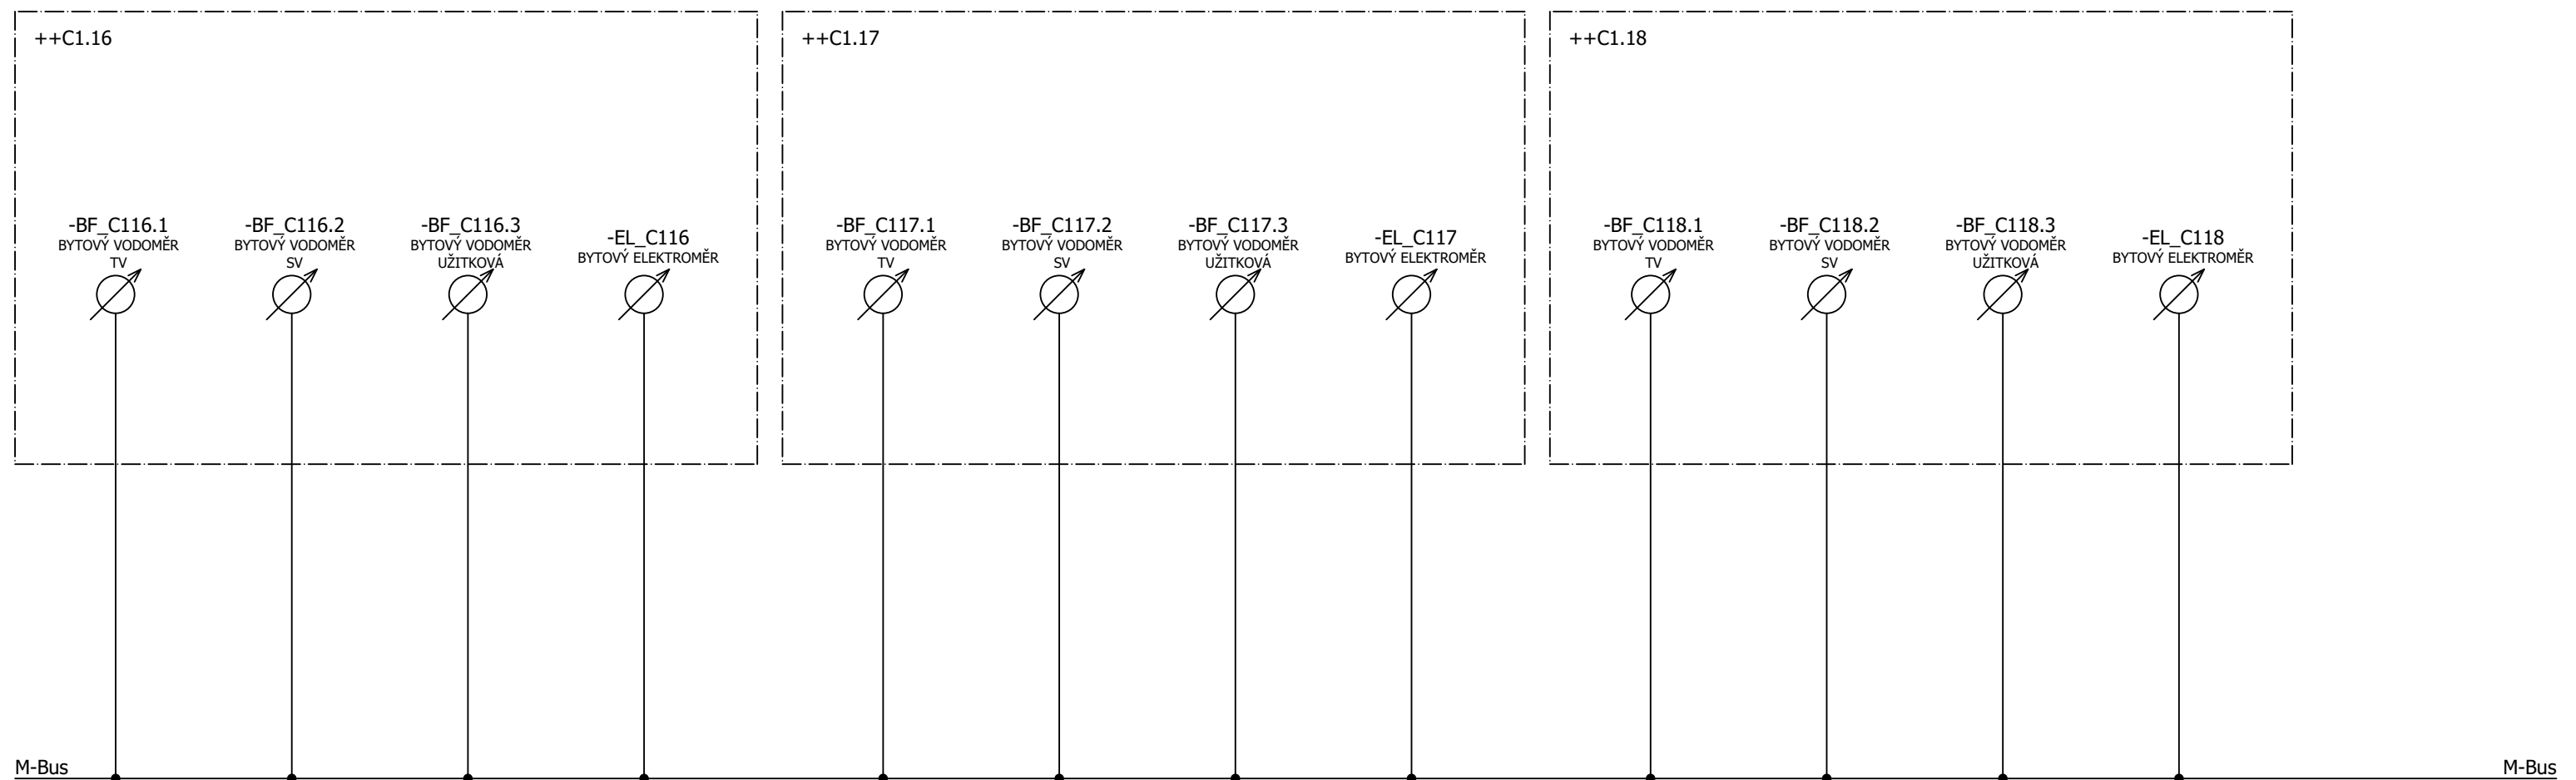 ++C1.16
-BF_C116.1
BYTOVÝ VODOMĚR
TV
-BF_C116.2
BYTOVÝ VODOMĚR
SV
-BF_C116.3
BYTOVÝ VODOMĚR
UŽITKOVÁ
-EL_C116
BYTOVÝ ELEKTROMĚR
++C1.17
-BF_C117.1
BYTOVÝ VODOMĚR
TV
-BF_C117.2
BYTOVÝ VODOMĚR
SV
-BF_C117.3
BYTOVÝ VODOMĚR
UŽITKOVÁ
-EL_C117
BYTOVÝ ELEKTROMĚR
++C1.18
-BF_C118.1
BYTOVÝ VODOMĚR
TV
-BF_C118.2
BYTOVÝ VODOMĚR
SV
-BF_C118.3
BYTOVÝ VODOMĚR
UŽITKOVÁ
-EL_C118
BYTOVÝ ELEKTROMĚR
M-Bus
M-Bus